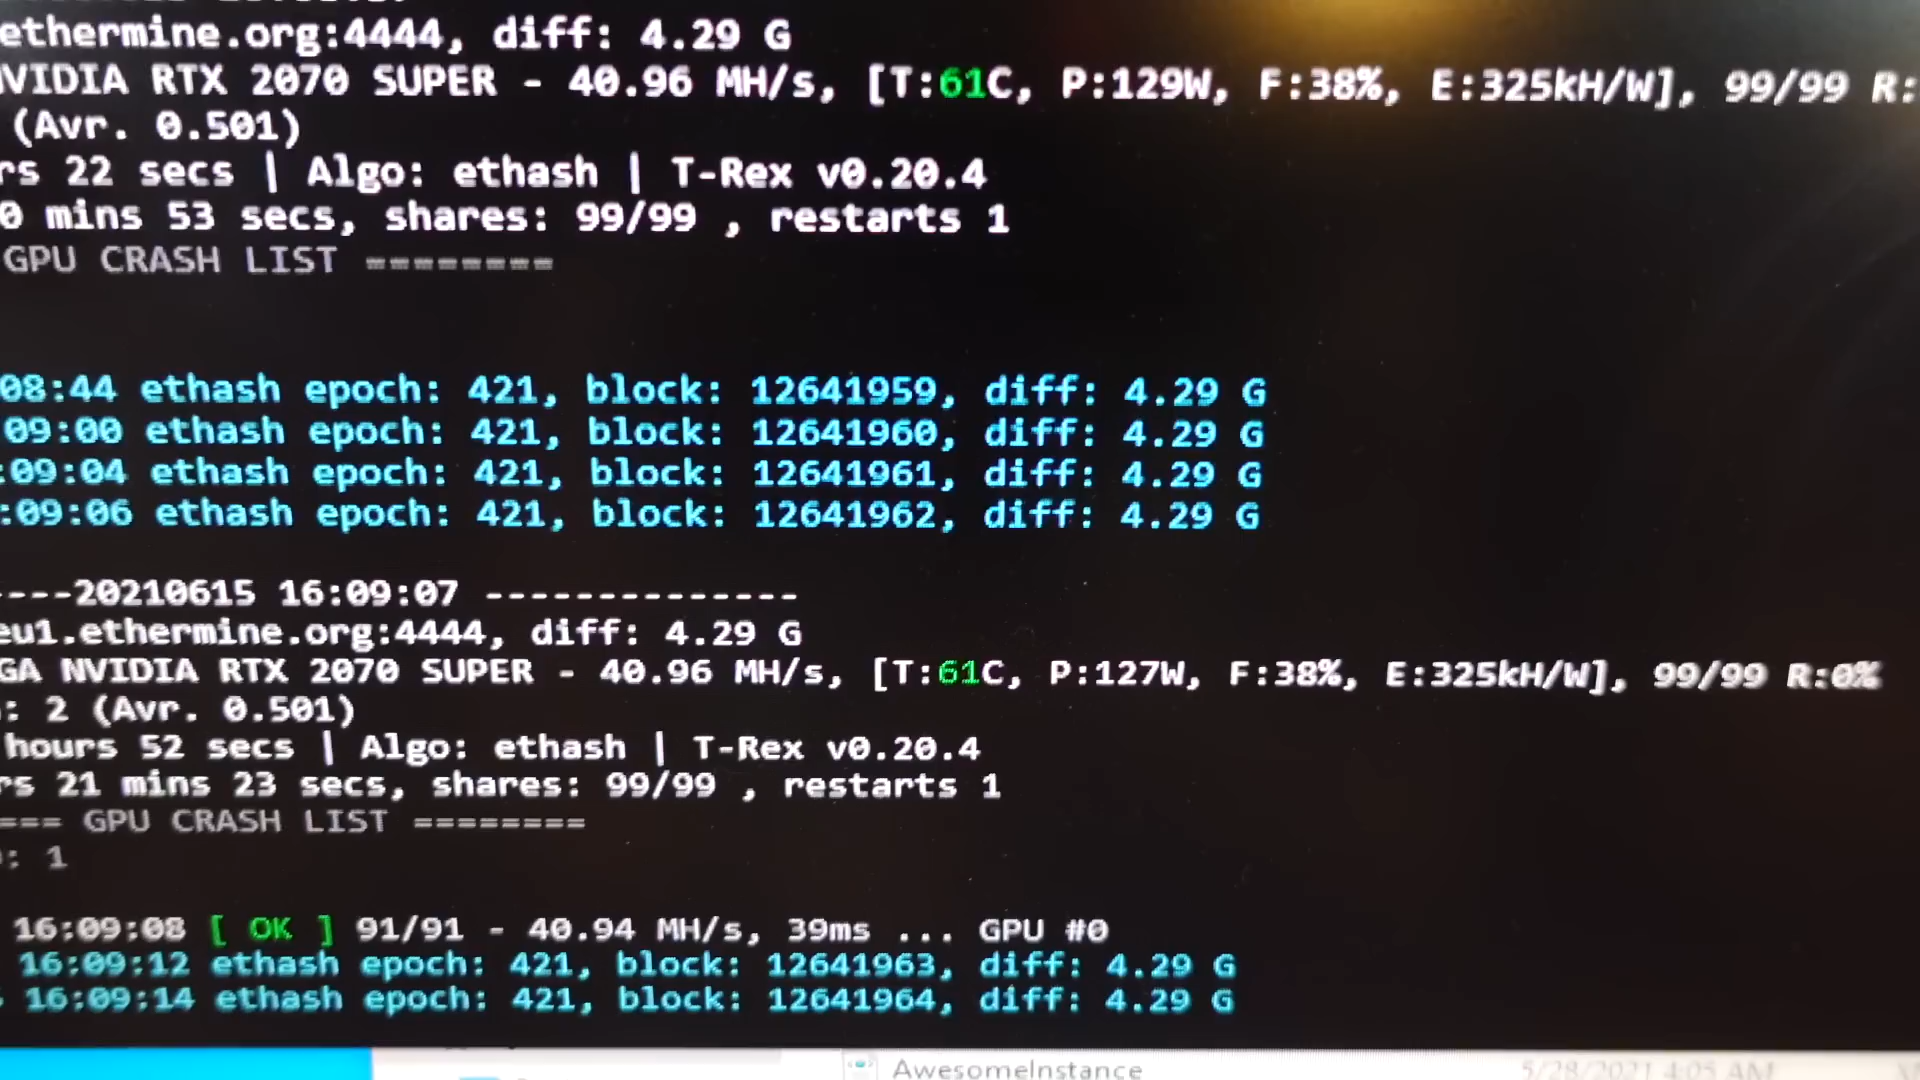 ethermine.org:4444, diff: 4.29 G
NVIDIA RTX 2070 SUPER - 40.96 MH/s, [T:61C, P:129W, F:38%, E:325kH/W], 99/99 R:
(Avr. 0.501)
rs 22 secs | Algo: ethash | T-Rex v0.20.4
0 mins 53 secs, shares: 99/99 , restarts 1
GPU CRASH LIST ========
08:44 ethash epoch: 421, block: 12641959, diff: 4.29 G
09:00 ethash epoch: 421, block: 12641960, diff: 4.29 G
:09:04 ethash epoch: 421, block: 12641961, diff: 4.29 G
:09:06 ethash epoch: 421, block: 12641962, diff: 4.29 G
----20210615 16:09:07 --------------
eu1.ethermine.org:4444, diff: 4.29 G
GA NVIDIA RTX 2070 SUPER - 40.96 MH/s, [T:61C, P:127W, F:38%, E:325kH/W], 99/99 R:0%
: 2 (Avr. 0.501)
hours 52 secs | Algo: ethash | T-Rex v0.20.4
rs 21 mins 23 secs, shares: 99/99 , restarts 1
=== GPU CRASH LIST ========
: 1
16:09:08 [ OK ] 91/91 - 40.94 MH/s, 39ms ... GPU #0
16:09:12 ethash epoch: 421, block: 12641963, diff: 4.29 G
16:09:14 ethash epoch: 421, block: 12641964, diff: 4.29 G
AwesomeInstance 5/28/2021 4:05 AM